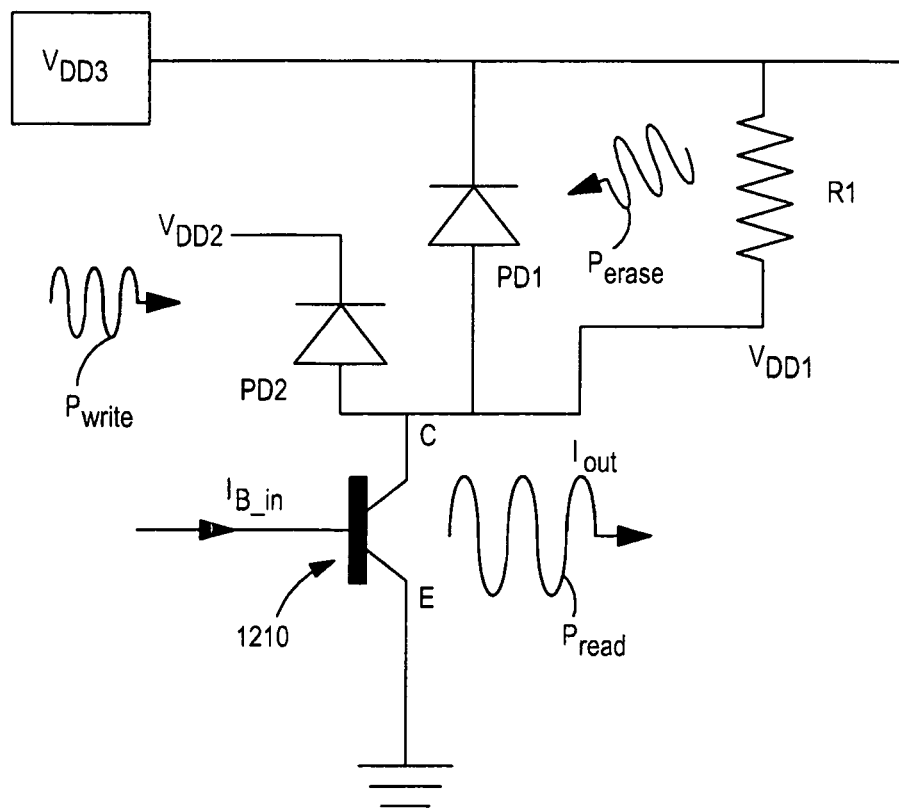 VDD3
R1
Perase
VDD2
PD1
VDD1
PD2
Pwrite
C
Iout
IB_in
E
1210
Pread